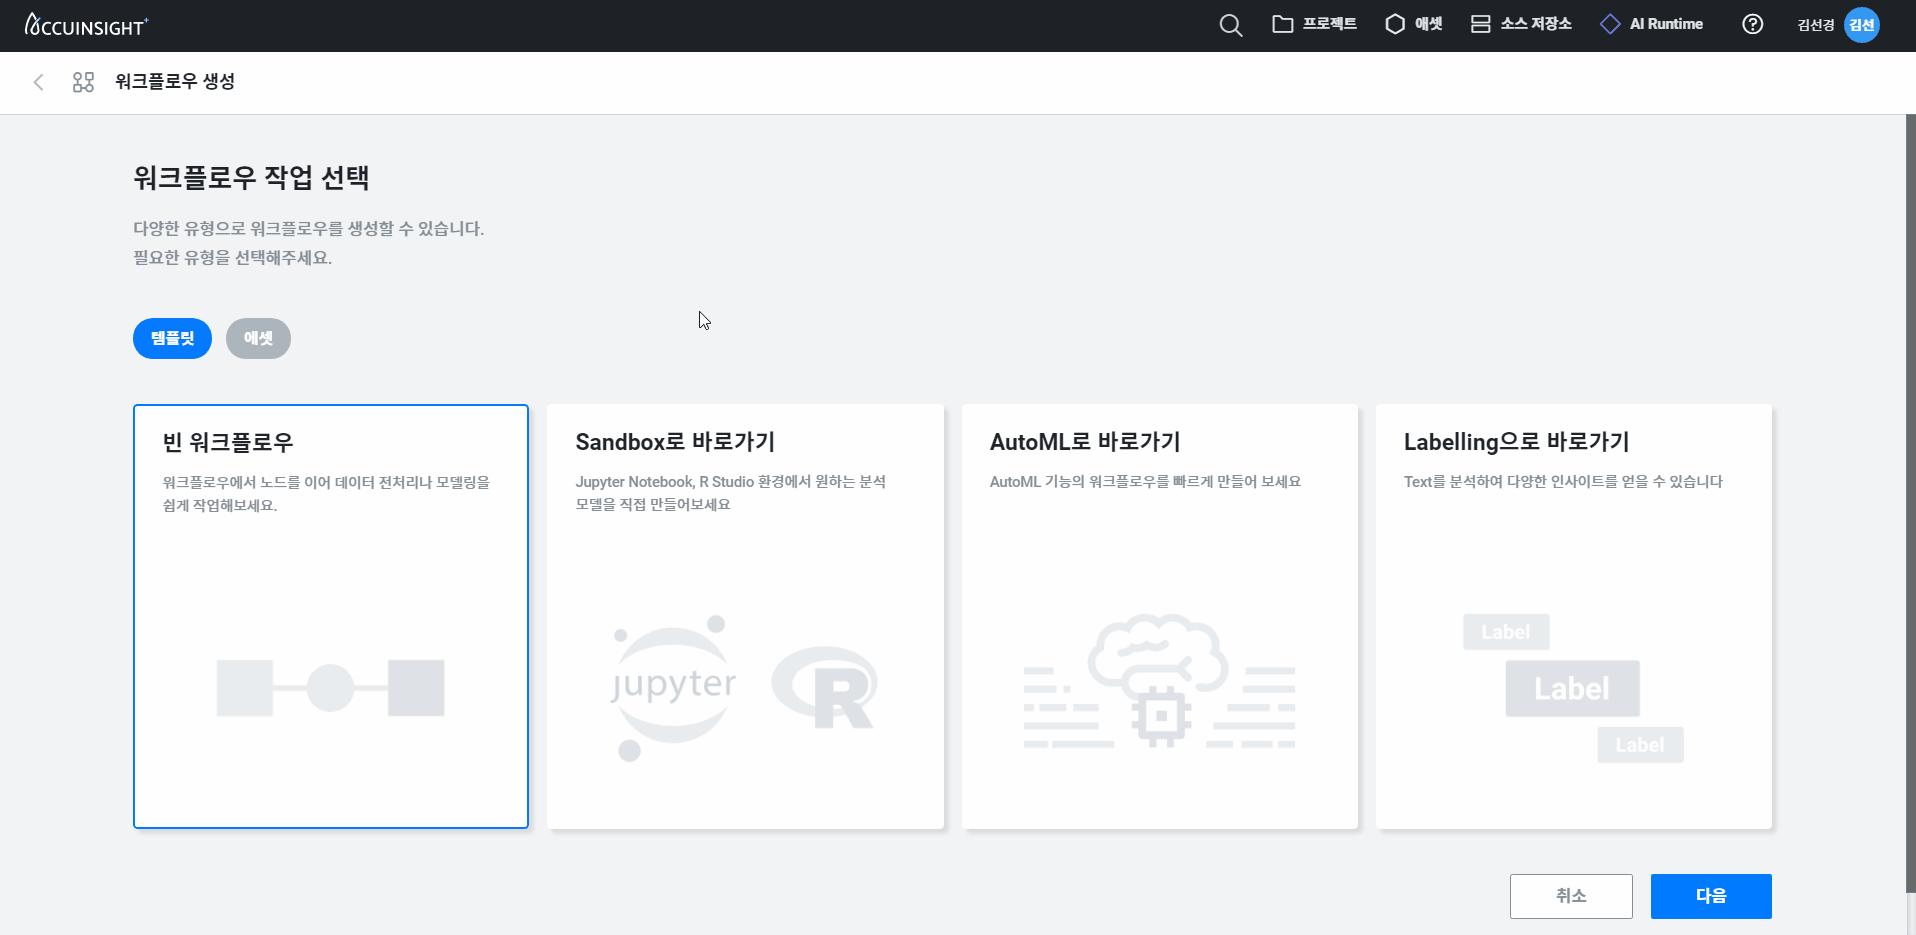 ACCUINSIGHT+
프로젝트
애셋
소스 저장소
AI Runtime
김선경
김선
워크플로우 생성
워크플로우 작업 선택
다양한 유형으로 워크플로우를 생성할 수 있습니다.
필요한 유형을 선택해주세요.
템플릿
애셋
빈 워크플로우
워크플로우에서 노드를 이어 데이터 전처리나 모델링을
쉽게 작업해보세요.
Sandbox로 바로가기
Jupyter Notebook, R Studio 환경에서 원하는 분석
모델을 직접 만들어보세요
jupyter
R
AutoML로 바로가기
AutoML 기능의 워크플로우를 빠르게 만들어 보세요
Labelling으로 바로가기
Text를 분석하여 다양한 인사이트를 얻을 수 있습니다
Label
Label
Label
취소
다음